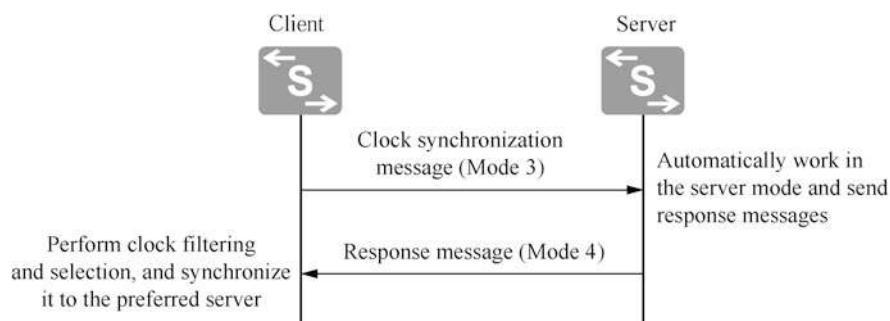 Client
Server
S
S
Clock synchronization
message (Mode 3)
Automatically work in
the server mode and send
response messages
Perform clock filtering
and selection, and synchronize
it to the preferred server
Response message (Mode 4)